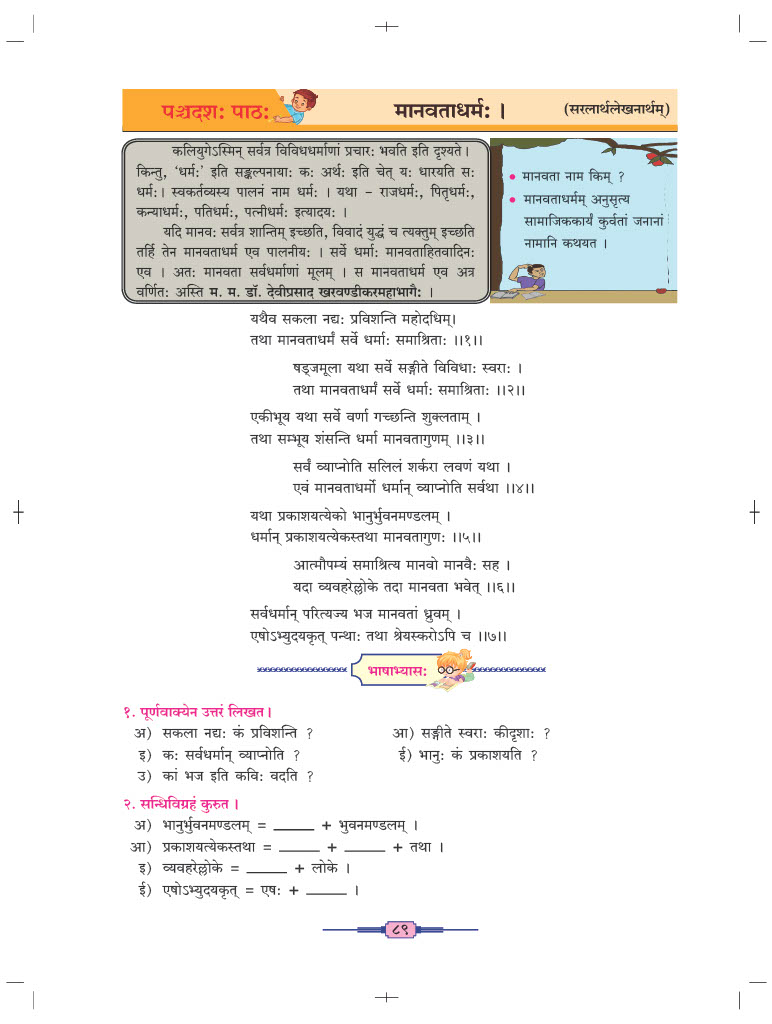 पञ्चदशः पाठः
मानवताधर्मः ।
(सरलार्थलेखनार्थम्)
कलियुगेऽस्मिन् सर्वत्र विविधधर्माणां प्रचारः भवति इति दृश्यते ।
किन्तु, ‘धर्मः’ इति सङ्कल्पनायाः कः अर्थः इति चेत् यः धारयति सः
धर्मः । स्वकर्तव्यस्य पालनं नाम धर्मः । यथा – राजधर्मः, पितृधर्मः,
कन्याधर्मः, पतिधर्मः, पत्नीधर्मः इत्यादयः ।
यदि मानवः सर्वत्र शान्तिम् इच्छति, विवादं युद्धं च त्यक्तुम् इच्छति
तर्हि तेन मानवताधर्म एव पालनीयः । सर्वे धर्माः मानवताहितवादिनः
एव । अतः मानवता सर्वधर्माणां मूलम् । स मानवताधर्म एव अत्र
वर्णितः अस्ति म. म. डॉ. देवीप्रसाद खरवण्डीकरमहाभागैः ।
• मानवता नाम किम् ?
• मानवताधर्मम् अनुसृत्य
सामाजिककार्यं कुर्वतां जनानां
नामानि कथयत ।
यथैव सकला नद्यः प्रविशन्ति महोदधिम्।
तथा मानवताधर्मं सर्वे धर्माः समाश्रिताः ।।१।।
षड्जमूला यथा सर्वे सङ्गीते विविधाः स्वराः ।
तथा मानवताधर्मं सर्वे धर्माः समाश्रिताः ।।२।।
एकीभूय यथा सर्वे वर्णा गच्छन्ति शुक्लताम् ।
तथा सम्भूय शंसन्ति धर्मा मानवतागुणम् ।।३।।
सर्वं व्याप्नोति सलिलं शर्करा लवणं यथा ।
एवं मानवताधर्मो धर्मान् व्याप्नोति सर्वथा ।।४।।
यथा प्रकाशयत्येको भानुर्भुवनमण्डलम् ।
धर्मान् प्रकाशयत्येकस्तथा मानवतागुणः ।।५।।
आत्मौपम्यं समाश्रित्य मानवो मानवैः सह ।
यदा व्यवहरेल्लोके तदा मानवता भवेत् ।।६।।
सर्वधर्मान् परित्यज्य भज मानवतां ध्रुवम् ।
एषोऽभ्युदयकृत् पन्थाः तथा श्रेयस्करोऽपि च ।।७।।
भाषाभ्यासः
१. पूर्णवाक्येन उत्तरं लिखत।
अ) सकला नद्यः कं प्रविशन्ति ?
आ) सङ्गीते स्वराः कीदृशाः ?
इ) कः सर्वधर्मान् व्याप्नोति ?
ई) भानुः कं प्रकाशयति ?
उ) कां भज इति कविः वदति ?
२. सन्धिविग्रहं कुरुत ।
अ) भानुर्भुवनमण्डलम् = _____ + भुवनमण्डलम् ।
आ) प्रकाशयत्येकस्तथा = _____ + _____ + तथा ।
इ) व्यवहरेल्लोके = _____ + लोके ।
ई) एषोऽभ्युदयकृत् = एषः + _____ ।
८९